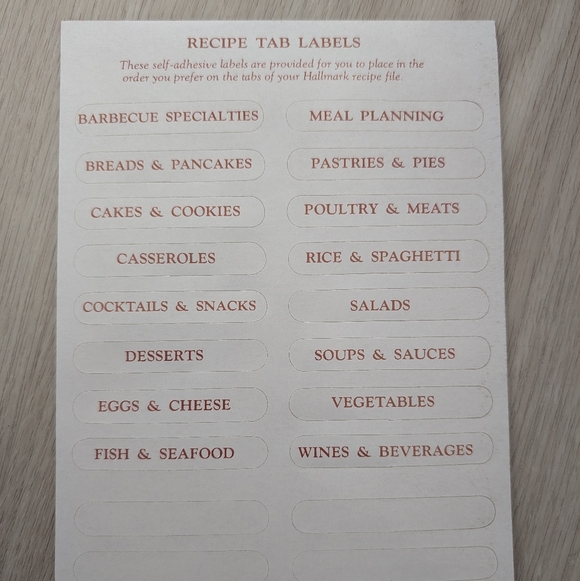 RECIPE TAB LABELS
These self-adhesive labels are provided for you to place in the
order you prefer on the tabs of your Hallmark recipe file.
BARBECUE SPECIALTIES
BREADS & PANCAKES
CAKES & COOKIES
CASSEROLES
COCKTAILS & SNACKS
DESSERTS
EGGS & CHEESE
FISH & SEAFOOD
MEAL PLANNING
PASTRIES & PIES
POULTRY & MEATS
RICE & SPAGHETTI
SALADS
SOUPS & SAUCES
VEGETABLES
WINES & BEVERAGES